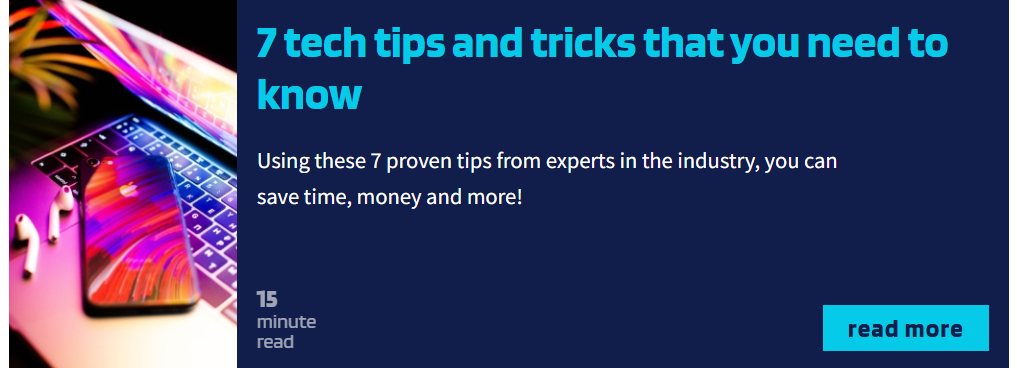 7 tech tips and tricks that you need to
know
Using these 7 proven tips from experts in the industry, you can
save time, money and more!
15
minute
read
read more